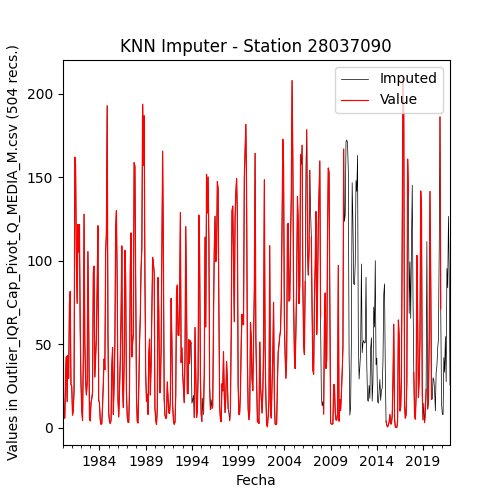 KNN Imputer - Station 28037090
Values in Outlier_IQR_Cap_Pivot_Q_MEDIA_M.csv (504 recs.)
Imputed
Value
200
150
100
50
0
1984 1989 1994 1999 2004 2009 2014 2019
Fecha